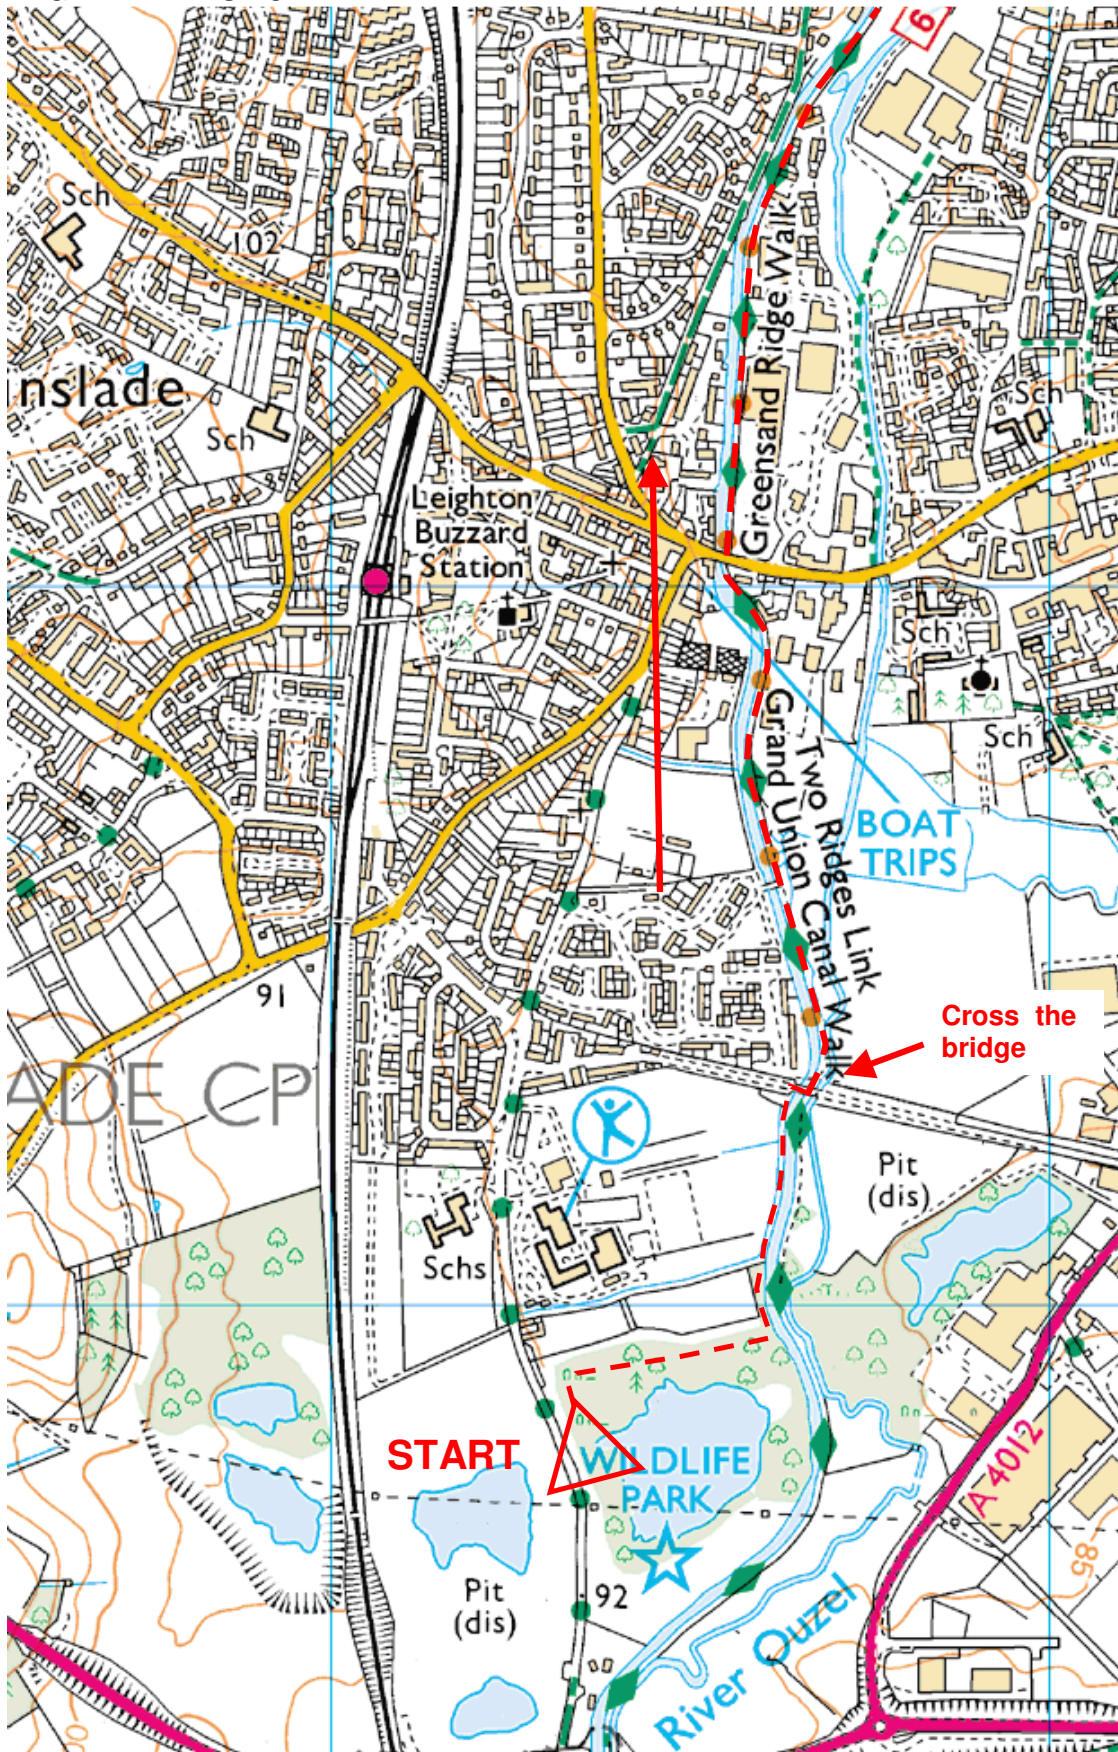 6
Sch
102
Greensand Ridge Walk
nslade
Sch
Sch
Leighton
Buzzard
Station
Sch
Sch
Two Ridges Link
Grand Union Canal Walk
BOAT
TRIPS
91
Cross the
bridge
ADE CP
Pit
(dis)
Schs
START
WILDLIFE
PARK
A 4012
85
Pit
(dis)
92
River Ouzel